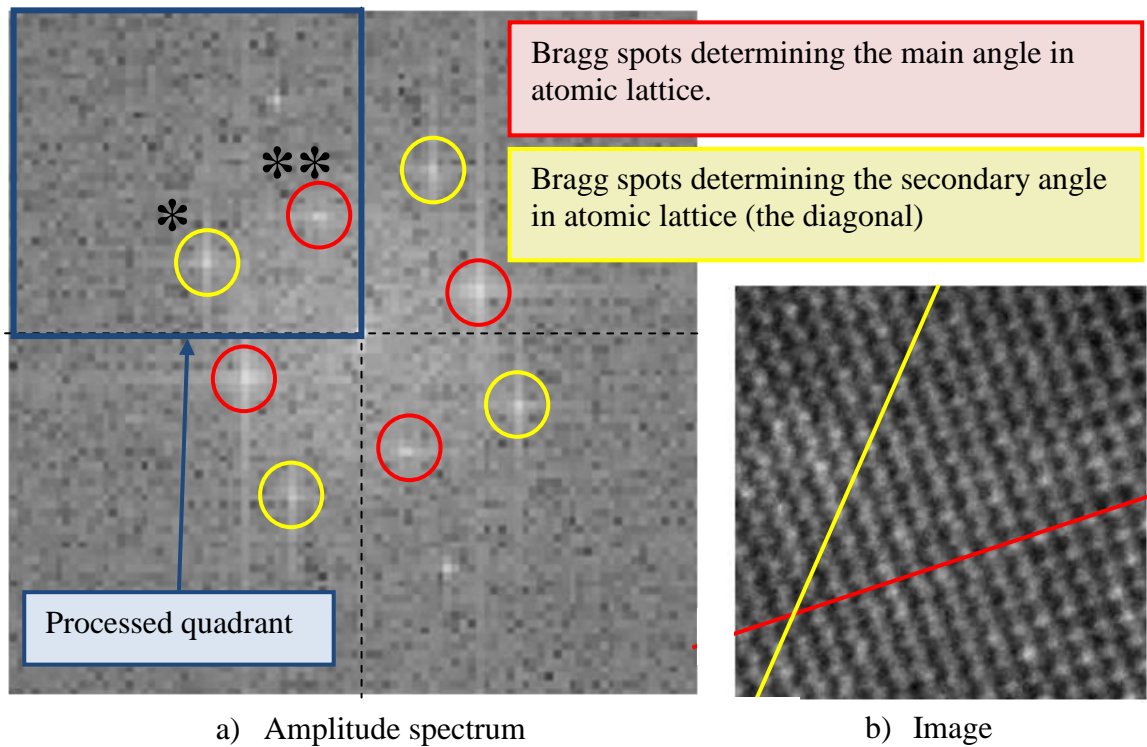 Bragg spots determining the main angle in
atomic lattice.
Bragg spots determining the secondary angle
in atomic lattice (the diagonal)
**
*
Processed quadrant
a) Amplitude spectrum
b) Image